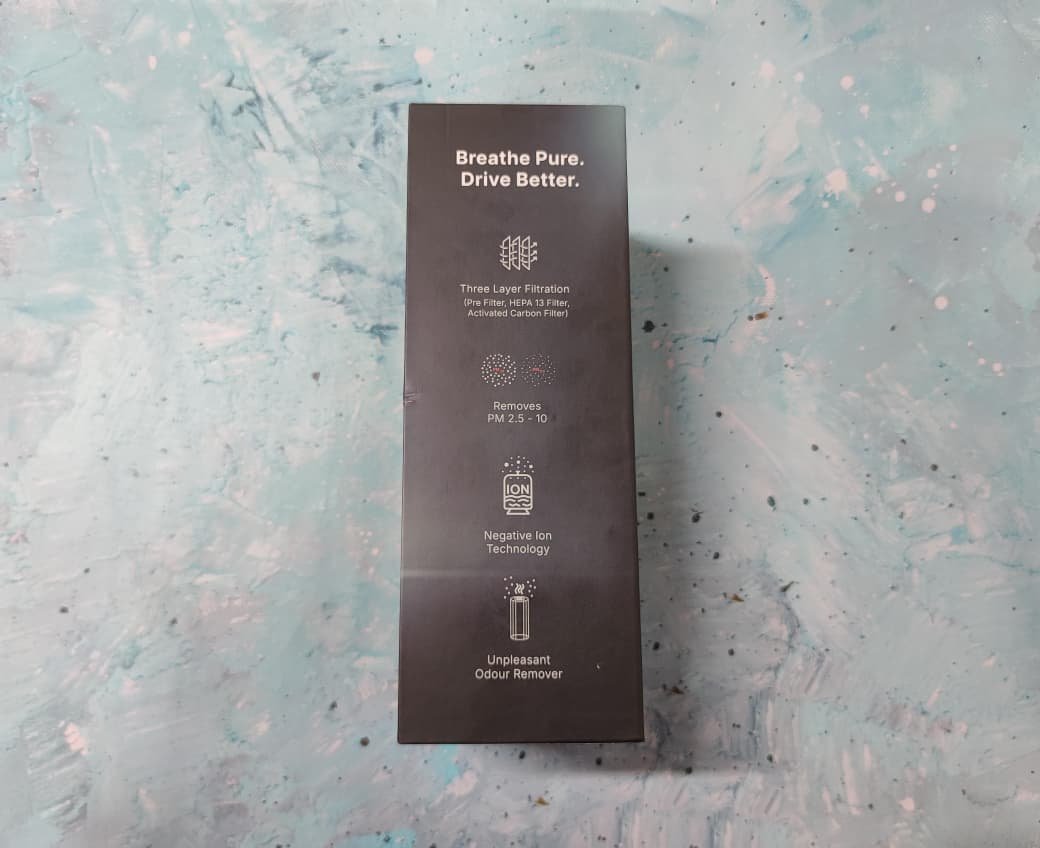 Breathe Pure.
Drive Better.
Three Layer Filtration
(Pre Filter, HEPA 13 Filter,
Activated Carbon Filter)
Removes
PM 2.5 - 10
ION
Negative Ion
Technology
Unpleasant
Odour Remover